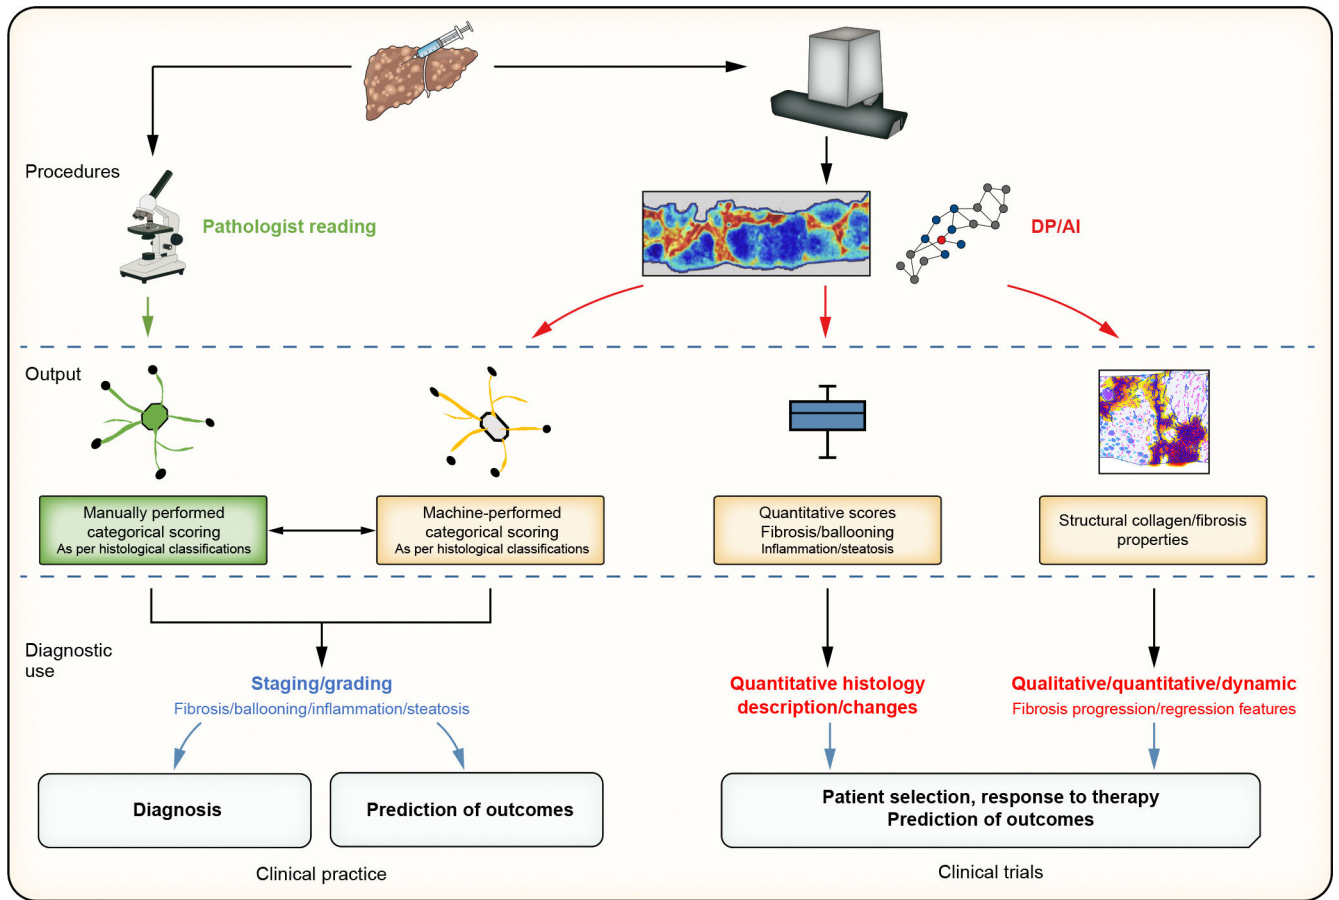 Procedures
Pathologist reading
DP/AI
Output
Manually performed
categorical scoring
As per histological classifications
Machine-performed
categorical scoring
As per histological classifications
Quantitative scores
Fibrosis/ballooning
Inflammation/steatosis
Structural collagen/fibrosis
properties
Diagnostic
use
Staging/grading
Fibrosis/ballooning/inflammation/steatosis
Quantitative histology
description/changes
Qualitative/quantitative/dynamic
Fibrosis progression/regression features
Diagnosis
Prediction of outcomes
Patient selection, response to therapy
Prediction of outcomes
Clinical practice
Clinical trials